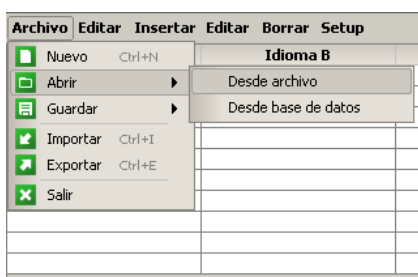 Archivo Editar Insertar Editar Borrar Setup
Nuevo Ctrl+N
Idioma B
Abrir
Desde archivo
Guardar
Desde base de datos
Importar Ctrl+I
Exportar Ctrl+E
Salir